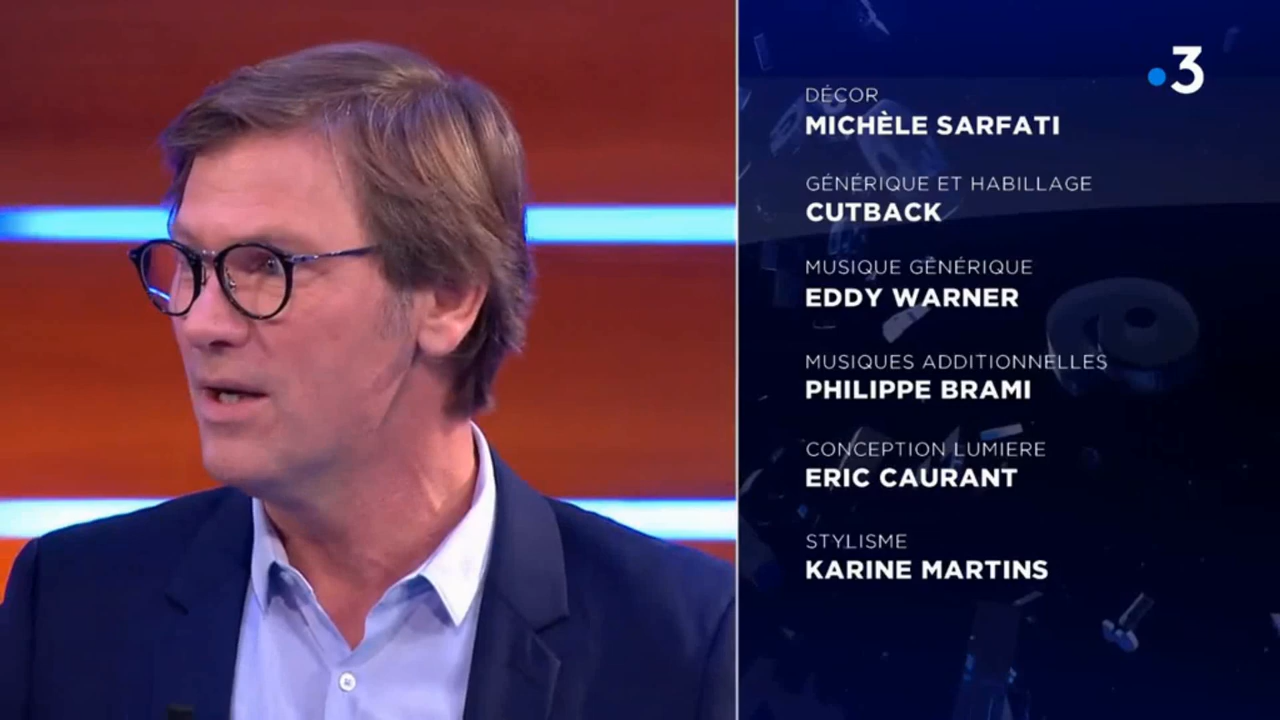 3
DÉCOR
MICHÈLE SARFATI
GÉNÉRIQUE ET HABILLAGE
CUTBACK
MUSIQUE GÉNÉRIQUE
EDDY WARNER
MUSIQUES ADDITIONNELLES
PHILIPPE BRAMI
CONCEPTION LUMIERE
ERIC CAURANT
STYLISME
KARINE MARTINS